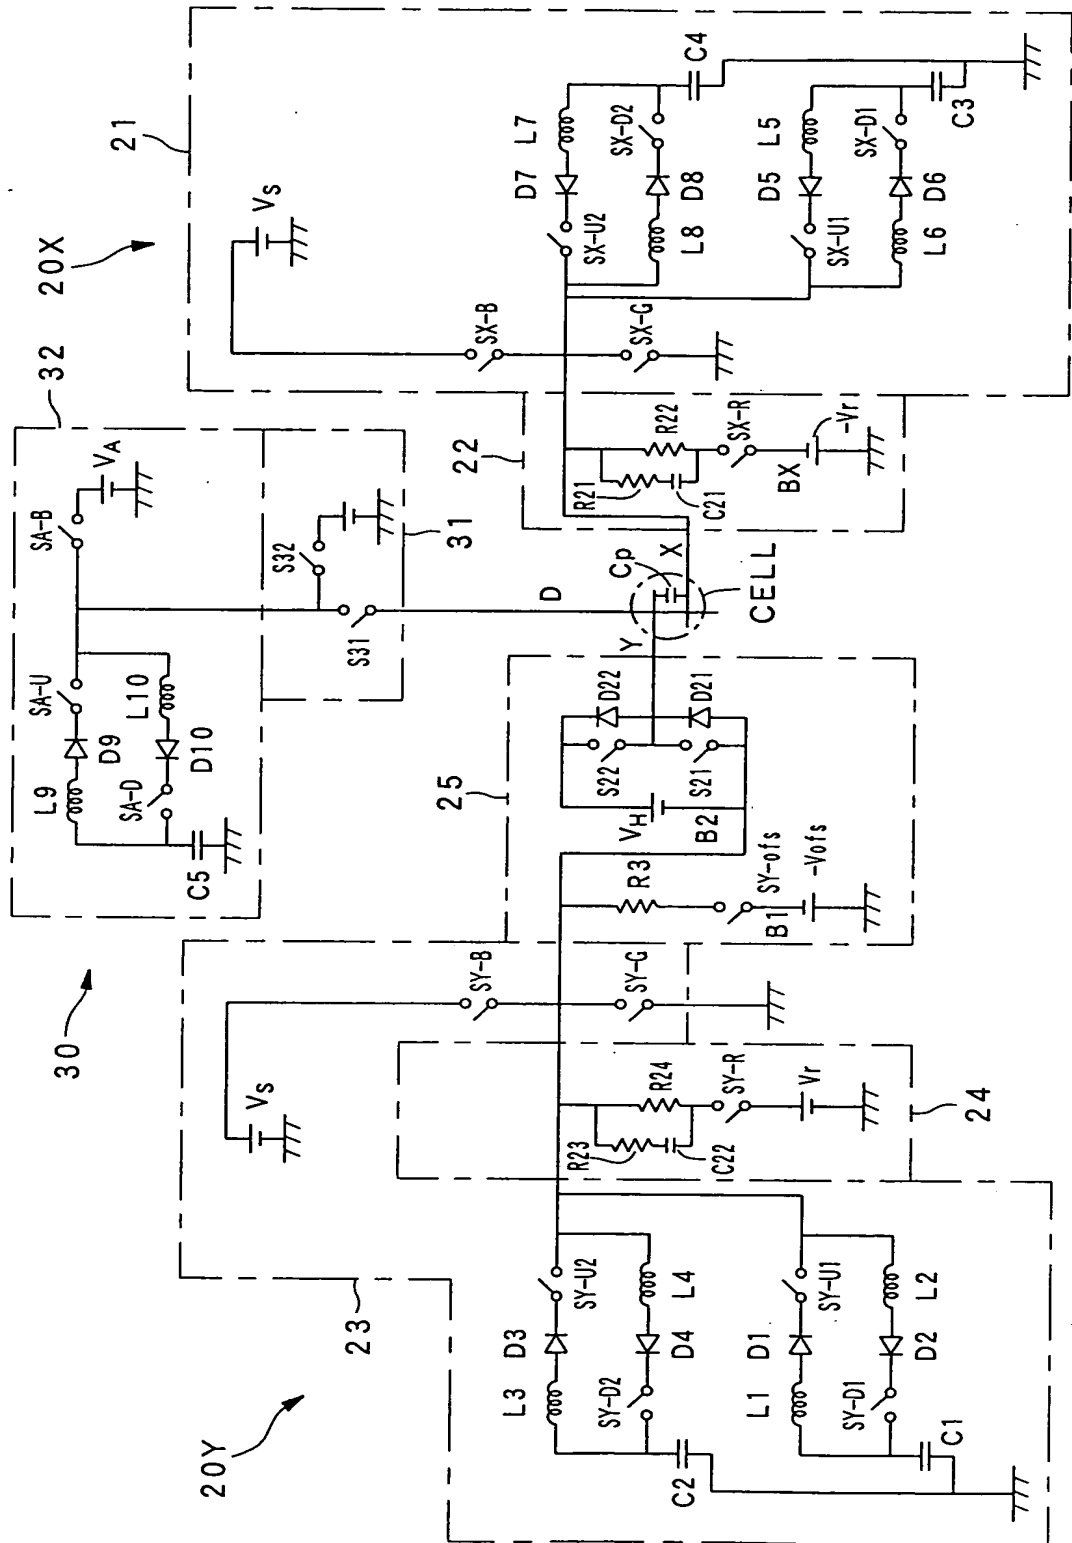 30
32
SA-U
SA-B
L9
D9
L10
VA
SA-D
D10
C5
S32
S31
31
D
20X
21
Vs
SX-B
SX-G
22
R21
R22
C21
SX-R
BX
-Vr
D7
L7
C4
SX-U2
SX-D2
L8
D8
D5
L5
SX-U1
SX-D1
L6
D6
C3
Y
Cp
X
CELL
25
S22
D22
S21
D21
VH
B2
R3
SY-ofs
B1
-Vofs
20Y
23
Vs
SY-B
SY-G
R23
R24
C22
SY-R
Vr
24
L3
D3
SY-U2
SY-D2
D4
L4
C2
L1
D1
SY-U1
SY-D1
D2
L2
C1